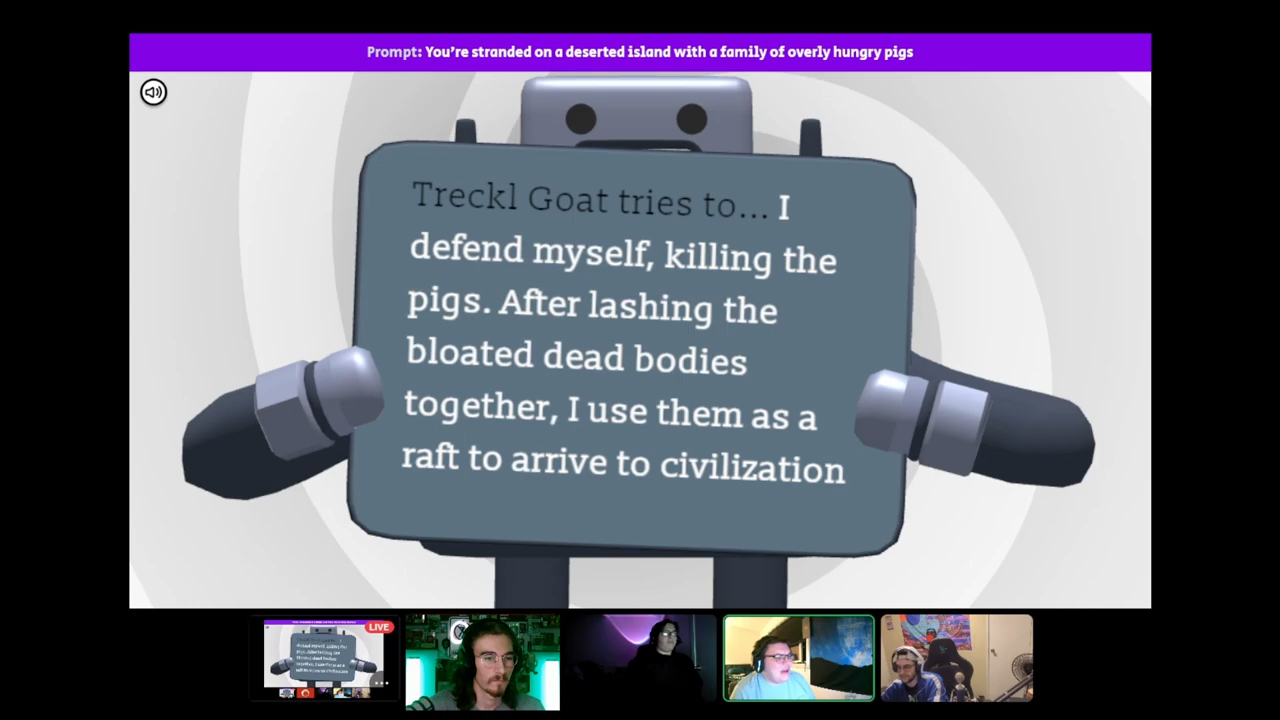 Prompt: You're stranded on a deserted island with a family of overly hungry pigs
Treckl Goat tries to... I
defend myself, killing the
pigs. After lashing the
bloated dead bodies
together, I use them as a
raft to arrive to civilization
LIVE